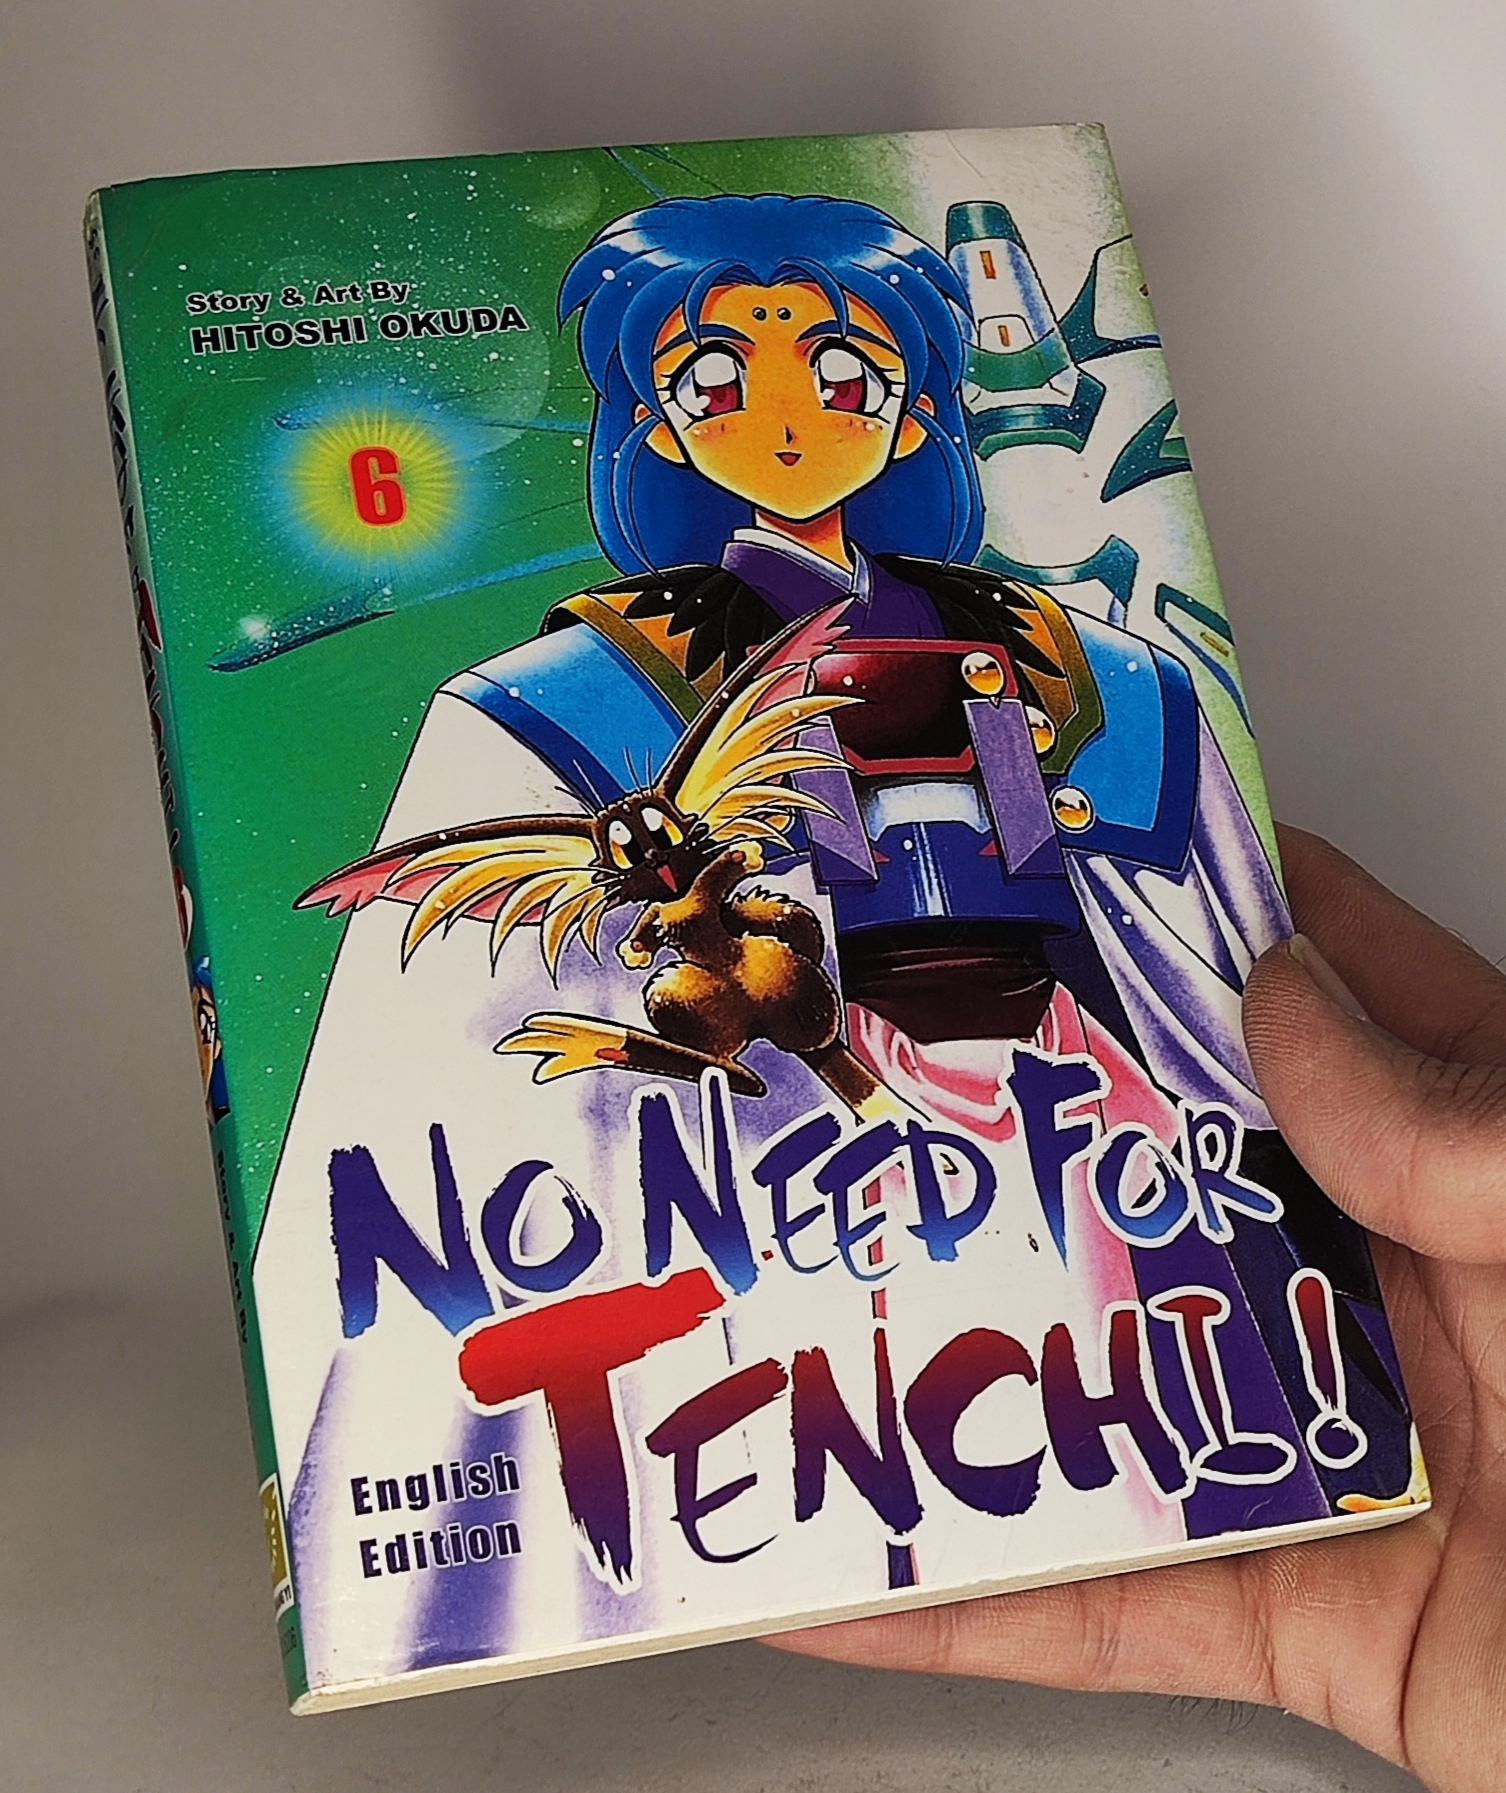 Story & Art By
HITOSHI OKUDA
6
NO NEED FOR
TENCHI!
English
Edition